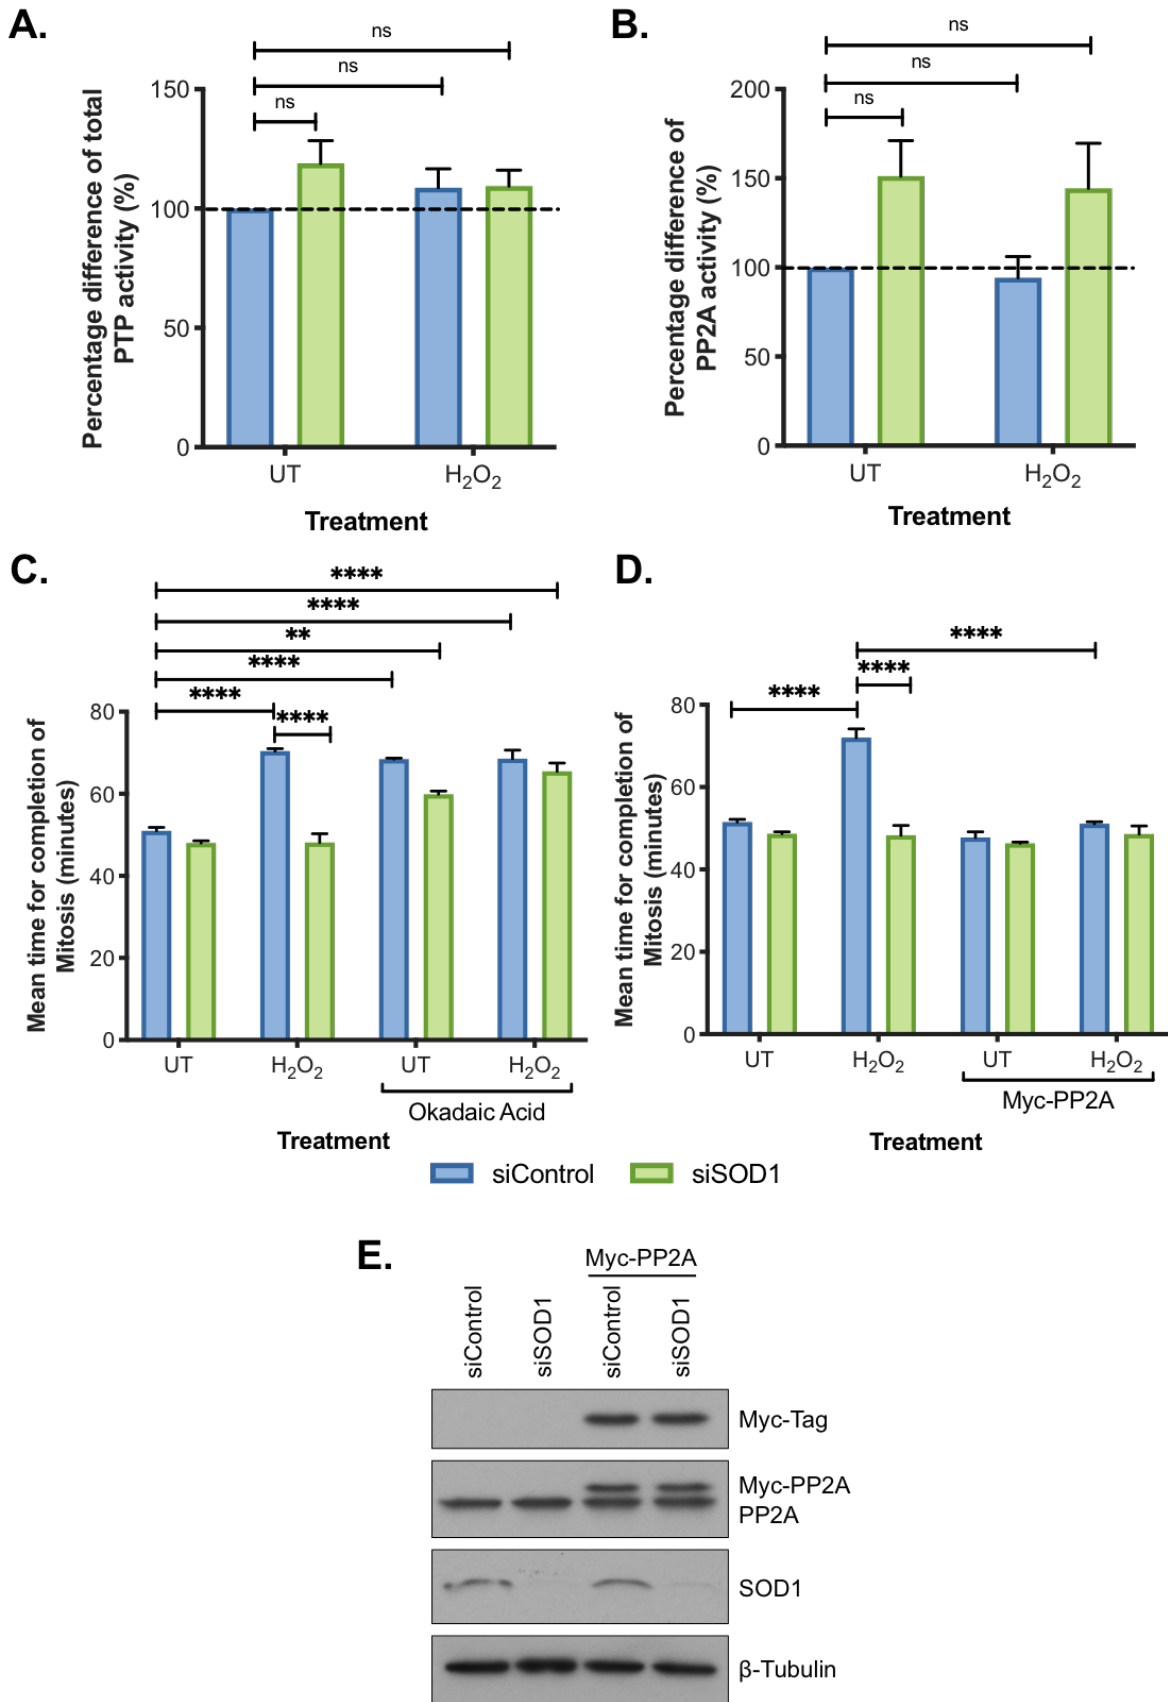 A.
ns
ns
ns
Percentage difference of total
PTP activity (%)
150
100
50
0
UT
H₂O₂
Treatment
B.
ns
ns
ns
Percentage difference of
PP2A activity (%)
200
150
100
50
0
UT
H₂O₂
Treatment
C.
****
****
**
****
****
****
Mean time for completion of
Mitosis (minutes)
80
60
40
20
0
UT
H₂O₂
UT
H₂O₂
Okadaic Acid
Treatment
D.
****
****
****
Mean time for completion of
Mitosis (minutes)
80
60
40
20
0
UT
H₂O₂
UT
H₂O₂
Myc-PP2A
Treatment
siControl
siSOD1
E.
Myc-PP2A
siControl
siSOD1
siControl
siSOD1
Myc-Tag
Myc-PP2A
PP2A
SOD1
β-Tubulin